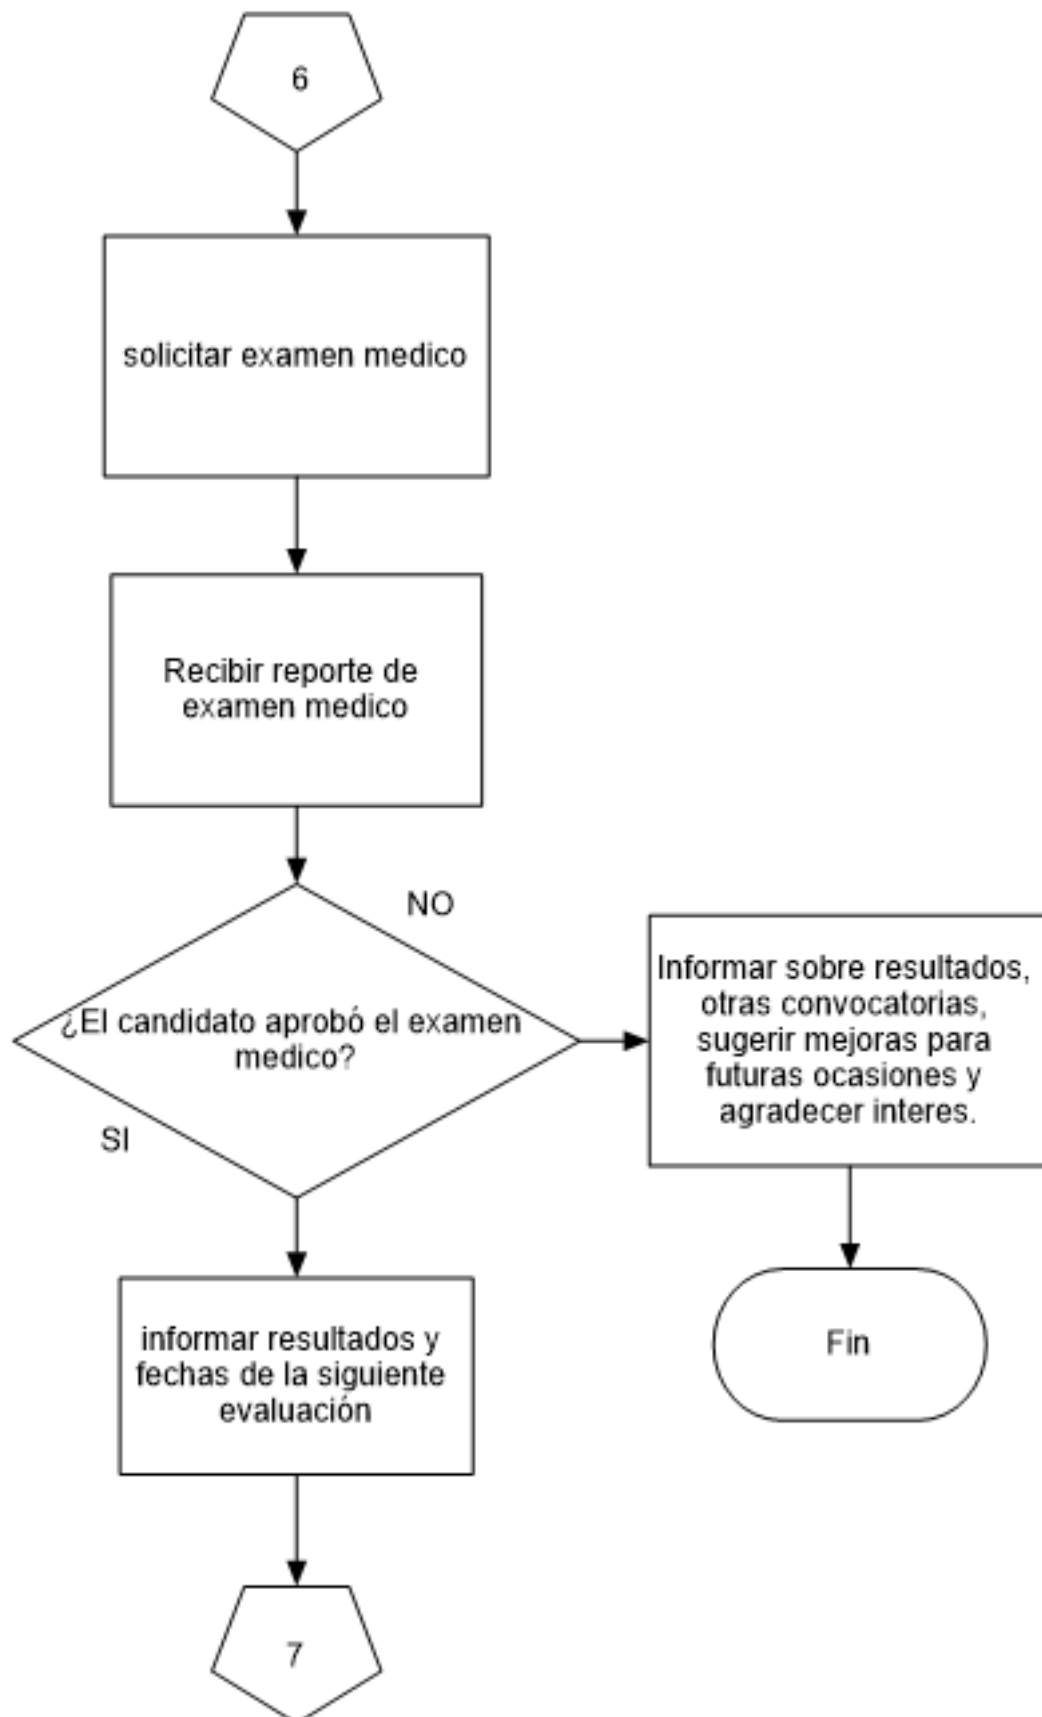 6
solicitar examen medico
Recibir reporte de
examen medico
NO
¿El candidato aprobó el examen
medico?
SI
Informar sobre resultados,
otras convocatorias,
sugerir mejoras para
futuras ocasiones y
agradecer interes.
informar resultados y
fechas de la siguiente
evaluación
Fin
7